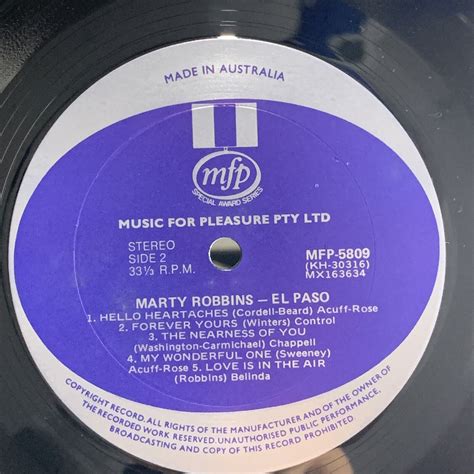 MADE IN AUSTRALIA
mfp
SPECIAL AWARD SERIES
MUSIC FOR PLEASURE PTY LTD
STEREO
SIDE 2
33⅓ R.P.M.
MFP-5809
(KH-30316)
MX163634
MARTY ROBBINS — EL PASO
1. HELLO HEARTACHES (Cordell-Beard) Acuff-Rose
2. FOREVER YOURS (Winters) Control
3. THE NEARNESS OF YOU
(Washington-Carmichael) Chappell
4. MY WONDERFUL ONE (Sweeney)
Acuff-Rose 5. LOVE IS IN THE AIR
(Robbins) Belinda
COPYRIGHT RECORD. ALL RIGHTS OF THE MANUFACTURER AND OF THE OWNER OF
THE RECORDED WORK RESERVED. UNAUTHORISED PUBLIC PERFORMANCE,
BROADCASTING AND COPY OF THIS RECORD PROHIBITED.